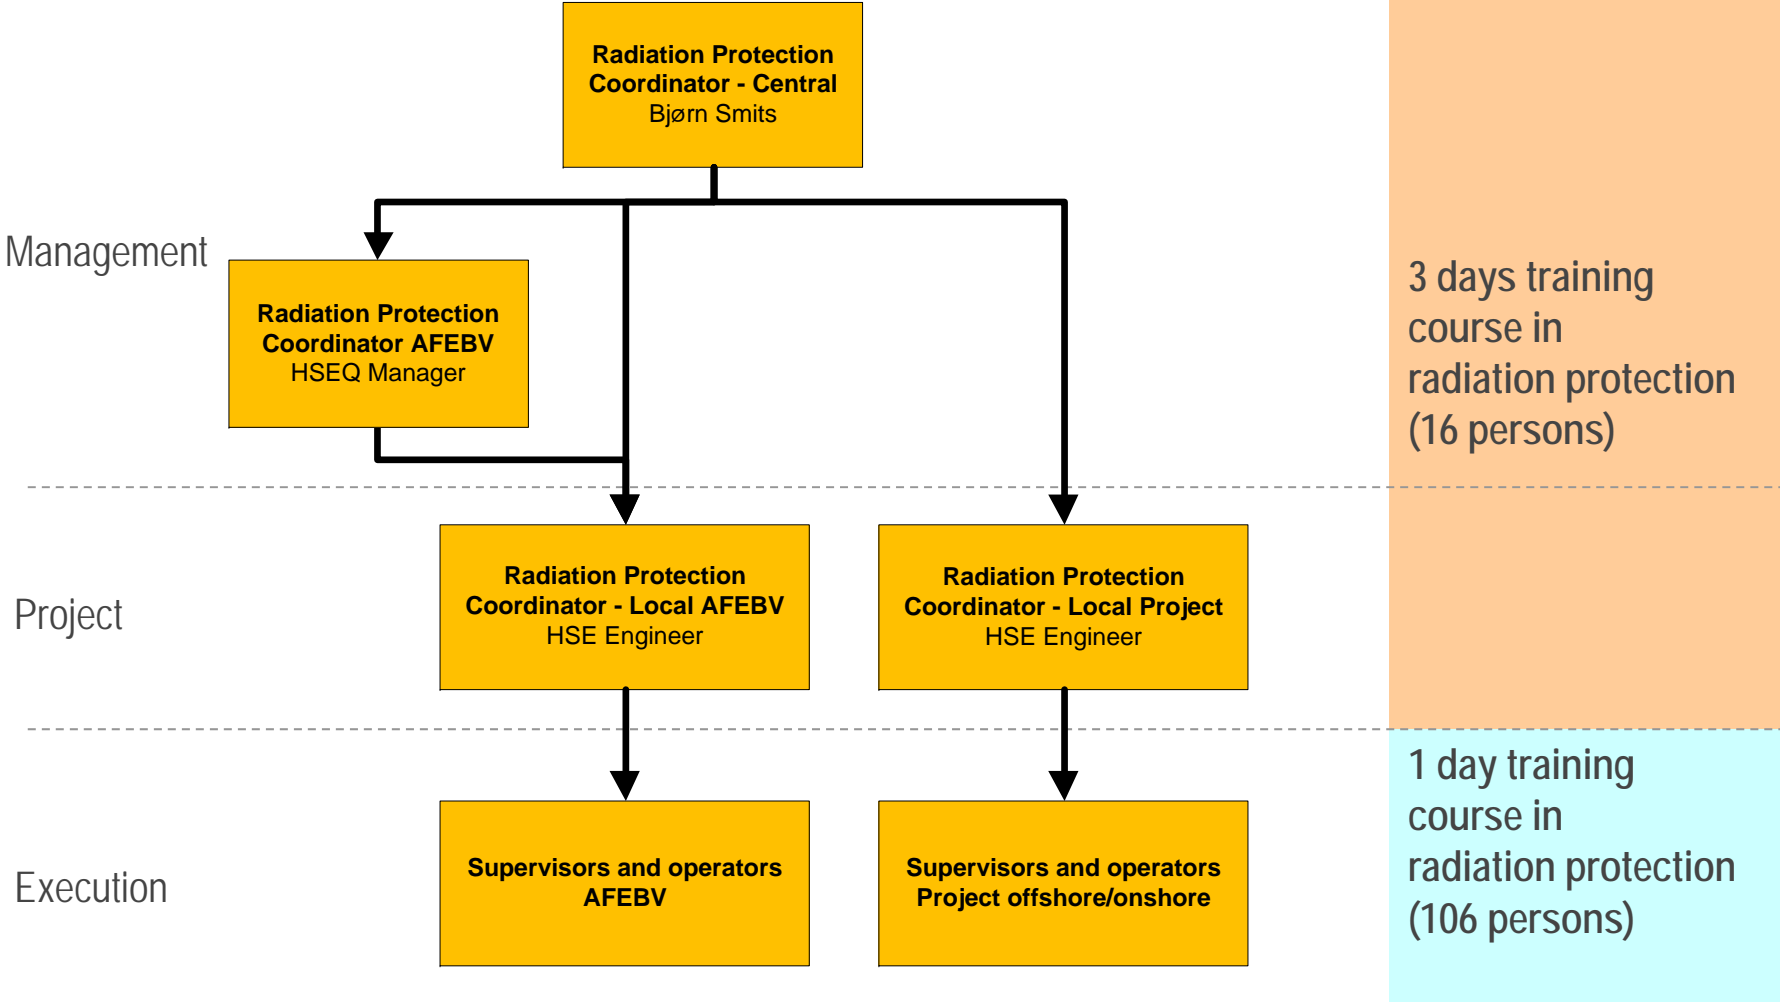 Radiation Protection
Coordinator - Central
Bjørn Smits
Management
Radiation Protection
Coordinator AFEBV
HSEQ Manager
3 days training
course in
radiation protection
(16 persons)
Project
Radiation Protection
Coordinator - Local AFEBV
HSE Engineer
Radiation Protection
Coordinator - Local Project
HSE Engineer
Execution
Supervisors and operators
AFEBV
Supervisors and operators
Project offshore/onshore
1 day training
course in
radiation protection
(106 persons)